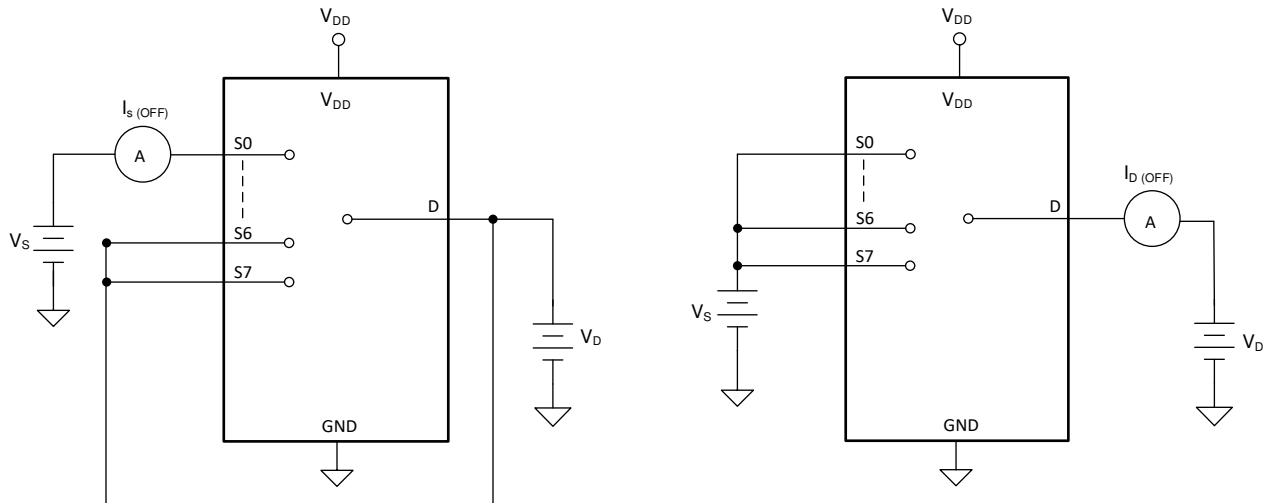 VDD
VDD
Is (OFF)
A
S0
S6
S7
D
VS
VD
GND
VDD
VDD
S0
S6
S7
D
ID (OFF)
A
VS
VD
GND